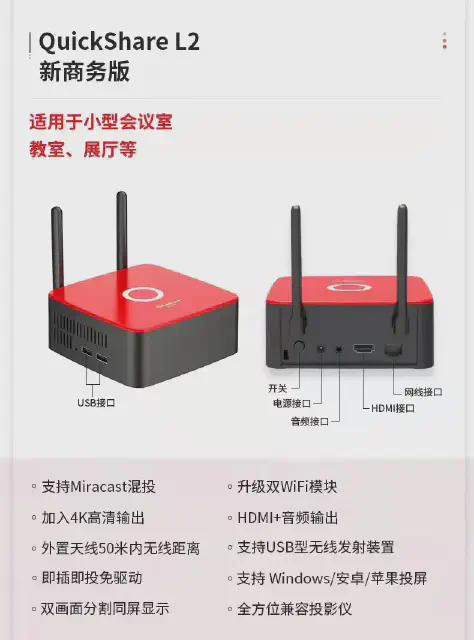 QuickShare L2
新商务版
适用于小型会议室
教室、展厅等
USB接口
开关
电源接口
音频接口
HDMI接口
网线接口
支持Miracast混投
升级双WiFi模块
加入4K高清输出
HDMI+音频输出
外置天线50米内无线距离
支持USB型无线发射装置
即插即投免驱动
支持 Windows/安卓/苹果投屏
双画面分割同屏显示
全方位兼容投影仪